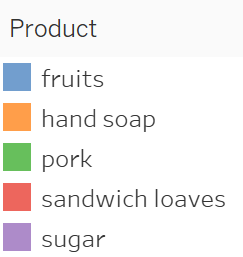 Product
fruits
hand soap
pork
sandwich loaves
sugar